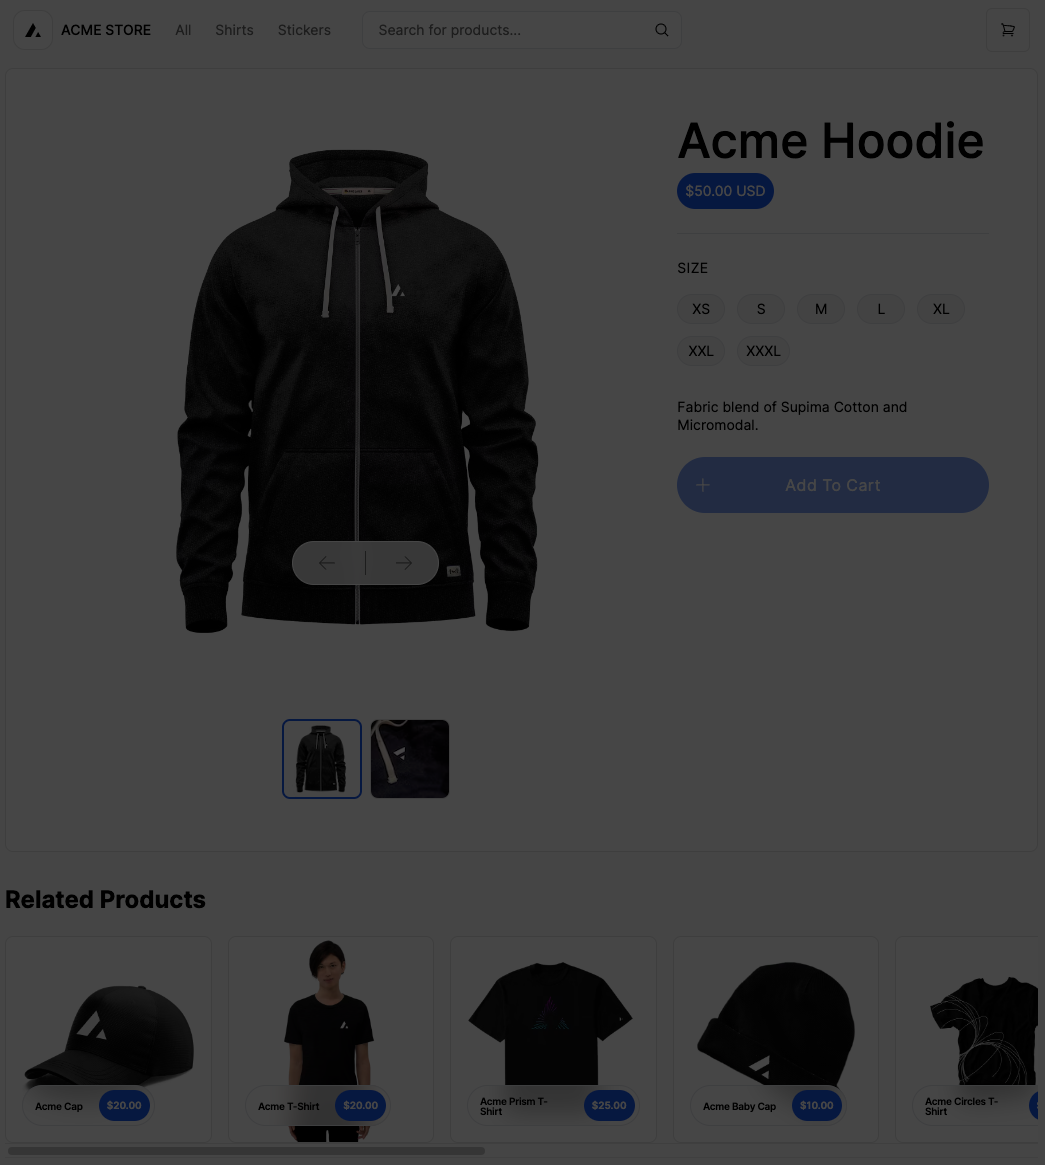 ACME STORE
All
Shirts
Stickers
Search for products...
Acme Hoodie
$50.00 USD
SIZE
XS
S
M
L
XL
XXL
XXXL
Fabric blend of Supima Cotton and
Micromodal.
Add To Cart
Related Products
Acme Cap
$20.00
Acme T-Shirt
$20.00
Acme Prism T-
Shirt
$25.00
Acme Baby Cap
$10.00
Acme Circles T-
Shirt